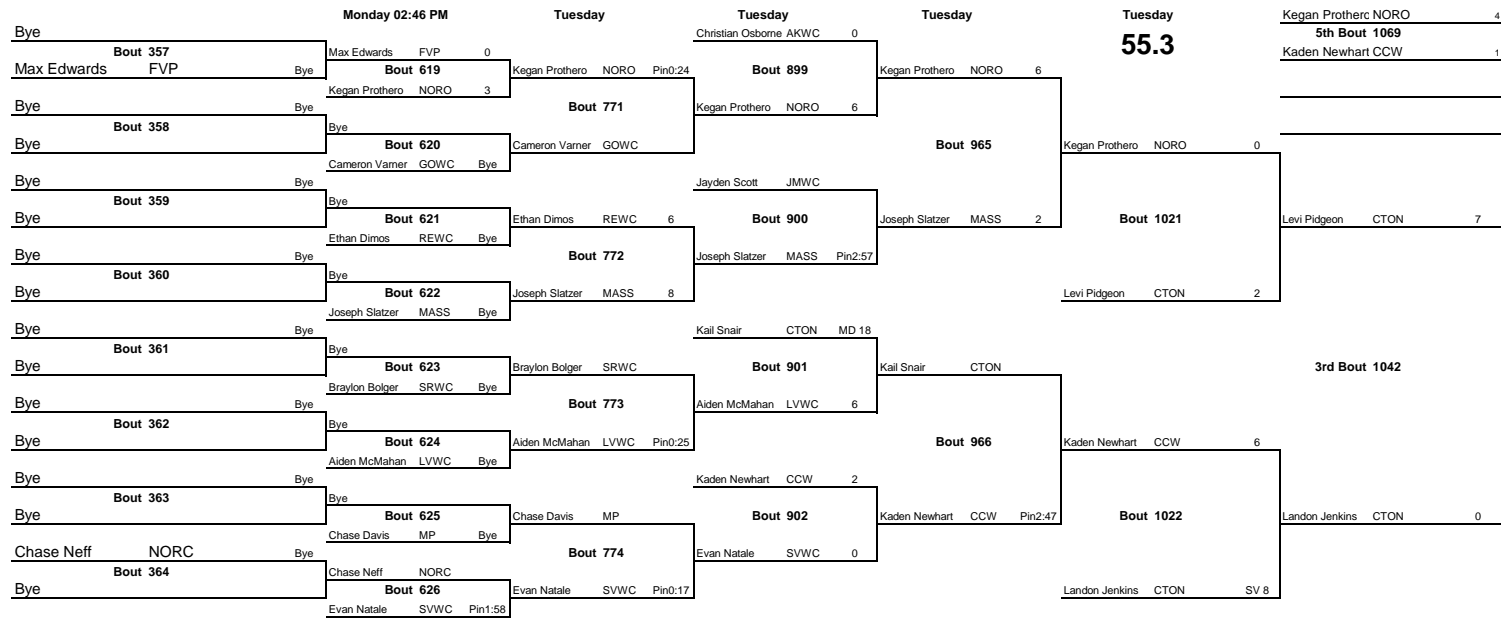 Monday 02:46 PM Tuesday Tuesday Tuesday Tuesday Kegan Prothero NORO 4
Bye Christian Osborne AKWC 0 55.3 5th Bout 1069
Bout 357 Max Edwards FVP 0 Kaden Newhart CCW 1
Max Edwards FVP Bye Bout 619 Kegan Prothero NORO Pin0:24 Bout 899 Kegan Prothero NORO 6
Kegan Prothero NORO 3
Bye Bye Bout 771 Kegan Prothero NORO 6
Bout 358 Bye
Bye Bout 620 Cameron Varner GOWC Bout 965 Kegan Prothero NORO 0
Cameron Varner GOWC Bye
Bye Bye Jayden Scott JMWC
Bout 359 Bye
Bye Bout 621 Ethan Dimos REWC 6 Bout 900 Joseph Slatzer MASS 2 Bout 1021 Levi Pidgeon CTON 7
Ethan Dimos REWC Bye
Bye Bye Bout 772 Joseph Slatzer MASS Pin2:57
Bout 360 Bye
Bye Bout 622 Joseph Slatzer MASS 8 Levi Pidgeon CTON 2
Joseph Slatzer MASS Bye
Bye Bye Kail Snair CTON MD 18
Bout 361 Bye
Bye Bout 623 Braylon Bolger SRWC Bout 901 Kail Snair CTON 3rd Bout 1042
Braylon Bolger SRWC Bye
Bye Bye Bout 773 Aiden McMahan LVWC 6
Bout 362 Bye
Bye Bout 624 Aiden McMahan LVWC Pin0:25 Bout 966 Kaden Newhart CCW 6
Aiden McMahan LVWC Bye
Bye Bye Kaden Newhart CCW 2
Bout 363 Bye
Bye Bout 625 Chase Davis MP Bout 902 Kaden Newhart CCW Pin2:47 Bout 1022 Landon Jenkins CTON 0
Chase Davis MP Bye
Chase Neff NORC Bye Bout 774 Evan Natale SVWC 0
Bout 364 Chase Neff NORC
Bye Bout 626 Evan Natale SVWC Pin0:17 Landon Jenkins CTON SV 8
Evan Natale SVWC Pin1:58